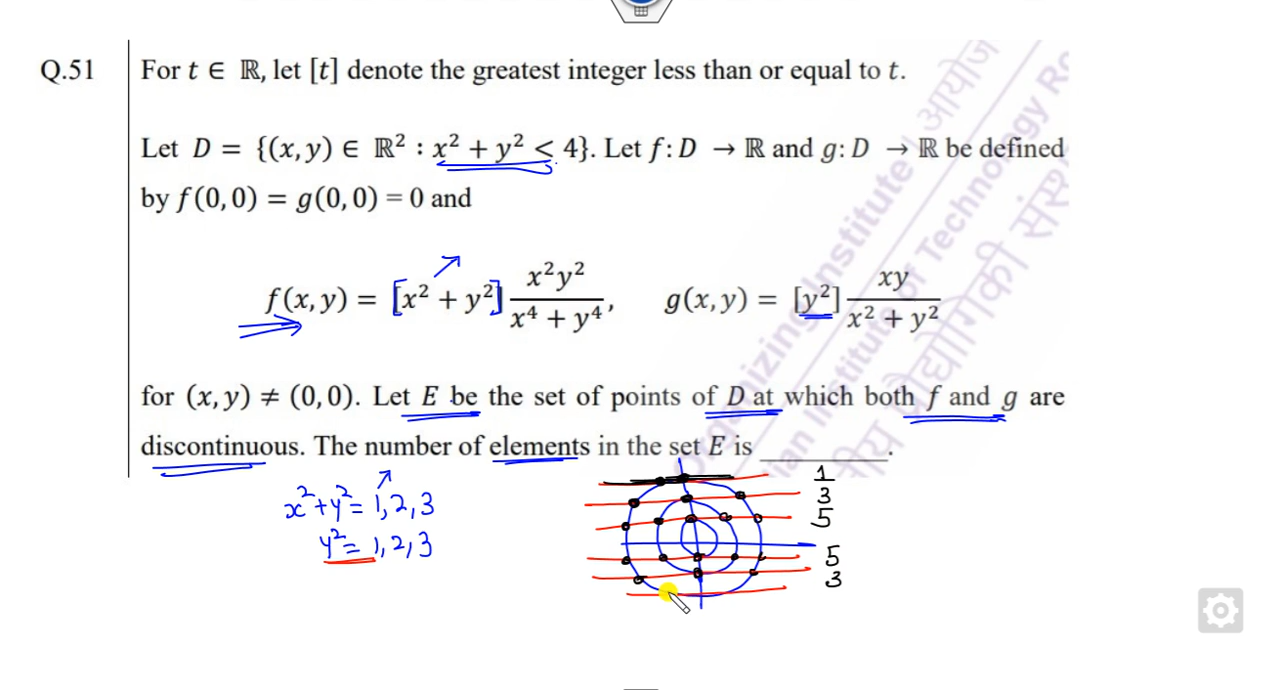 Q.51 For t ∈ ℝ, let [t] denote the greatest integer less than or equal to t.
Let D = {(x, y) ∈ ℝ² : x² + y² < 4}. Let f: D → ℝ and g: D → ℝ be defined
by f(0, 0) = g(0, 0) = 0 and
f(x, y) = [x² + y²] x²y² / x⁴ + y⁴ , g(x, y) = [y²] xy / x² + y²
for (x, y) ≠ (0, 0). Let E be the set of points of D at which both f and g are
discontinuous. The number of elements in the set E is ________.
x² + y² = 1, 2, 3
y² = 1, 2, 3
1
3
5
5
3